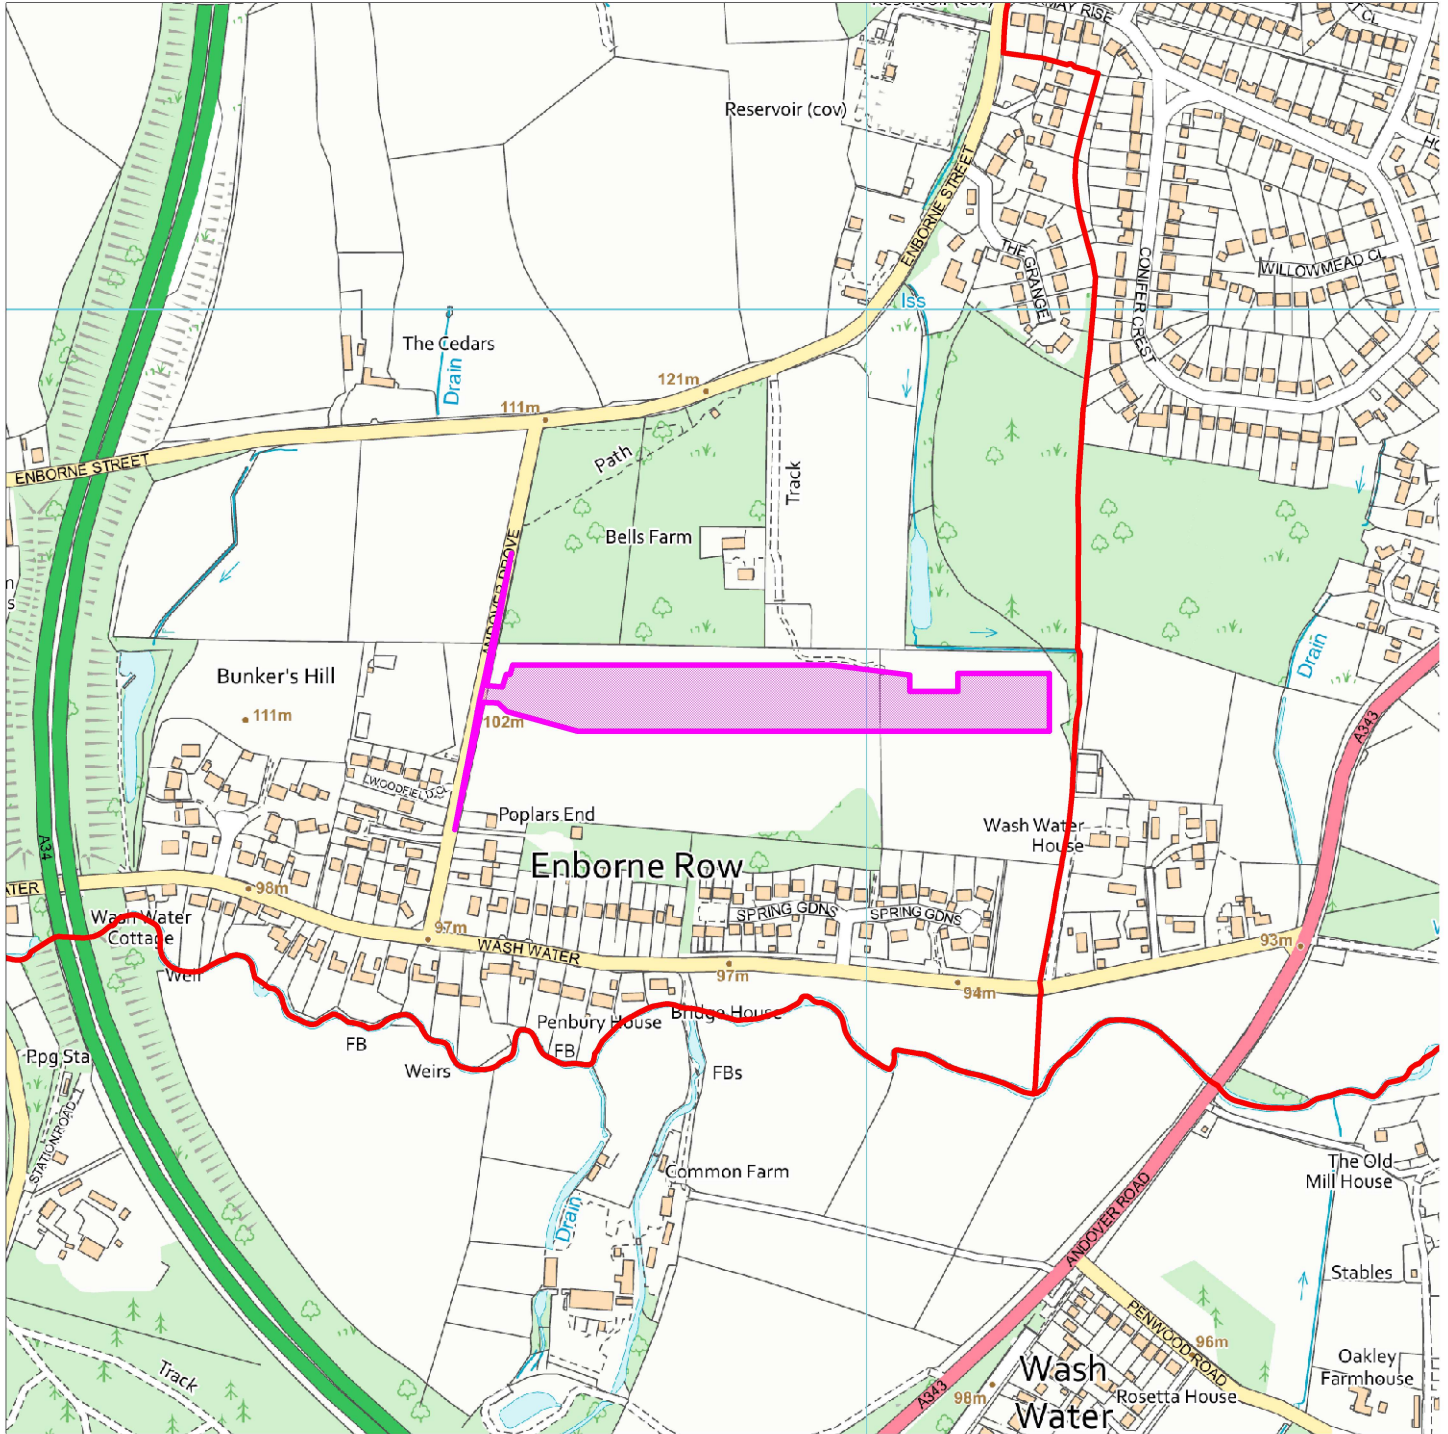 Reservoir (cov)
Reservoir (cov)
ENBORNE STREET
THE GRANGE
CONIFER CREST
WILLOWMEAD CL
Iss
The Cedars
Drain
121m
111m
ENBORNE STREET
Path
Track
Bells Farm
ANDOVER DROVE
Bunker's Hill
111m
102m
Drain
A343
WOODFIELD CL
Poplars End
Wash Water
House
A34
Enborne Row
98m
SPRING GDNS
SPRING GDNS
Wash Water
Cottage
97m
WASH WATER
97m
93m
94m
Weir
Penbury House
Bridge House
FB
FB
Weirs
FBs
Ppg Sta
STATION ROAD
Common Farm
The Old
Mill House
Drain
ANDOVER ROAD
Stables
PENWOOD ROAD
96m
Track
Wash
Water
98m
A343
Rosetta House
Oakley
Farmhouse